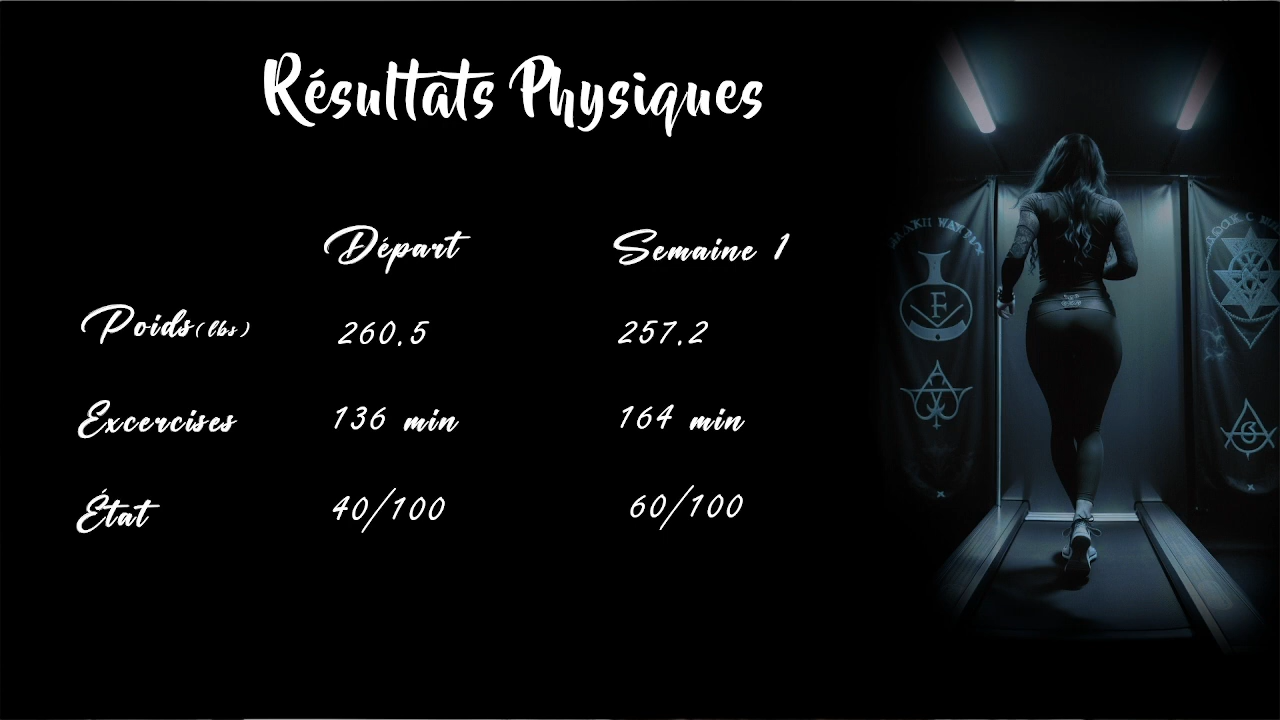 Résultats Physiques
Départ Semaine 1
Poids (lbs) 260.5 257.2
Excercises 136 min 164 min
État 40/100 60/100
F